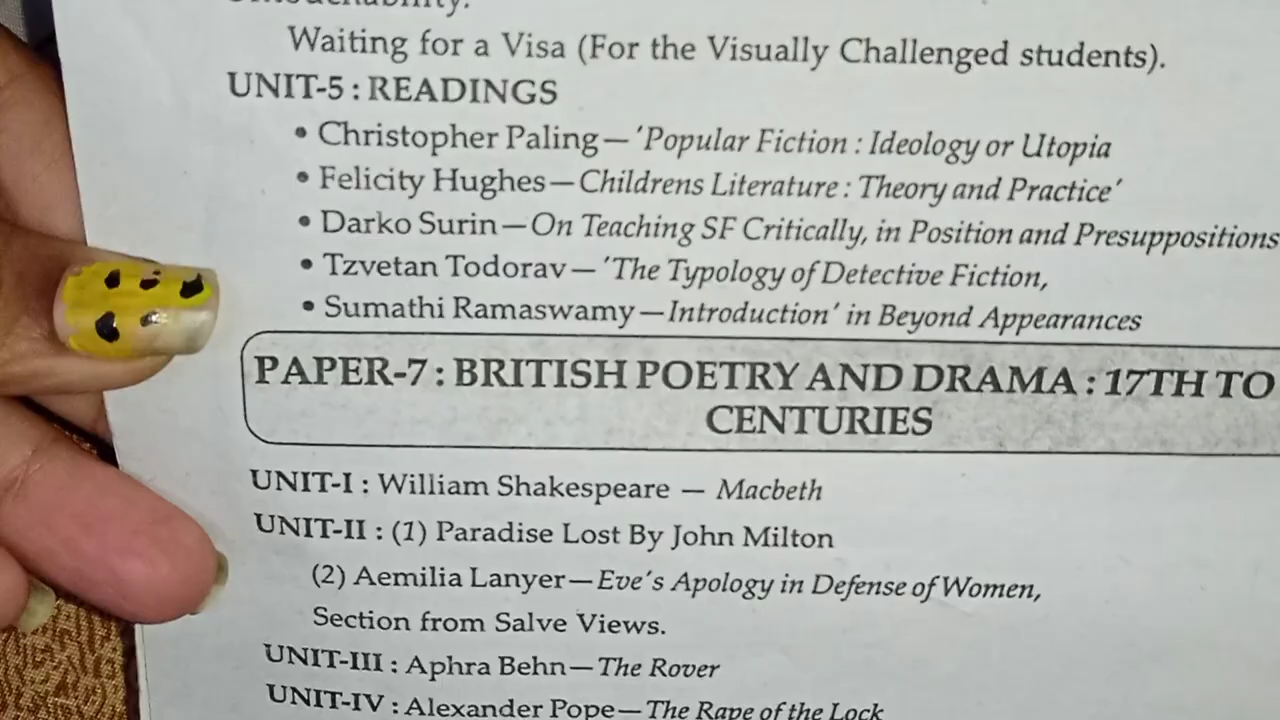 Waiting for a Visa (For the Visually Challenged students).
UNIT-5 : READINGS
• Christopher Paling—'Popular Fiction : Ideology or Utopia
• Felicity Hughes—Childrens Literature : Theory and Practice'
• Darko Surin—On Teaching SF Critically, in Position and Presuppositions
• Tzvetan Todorav—'The Typology of Detective Fiction,
• Sumathi Ramaswamy—Introduction' in Beyond Appearances
PAPER-7 : BRITISH POETRY AND DRAMA : 17TH TO
CENTURIES
UNIT-I : William Shakespeare — Macbeth
UNIT-II : (1) Paradise Lost By John Milton
(2) Aemilia Lanyer—Eve's Apology in Defense of Women,
Section from Salve Views.
UNIT-III : Aphra Behn—The Rover
UNIT-IV : Alexander Pope—The Rape of the Lock